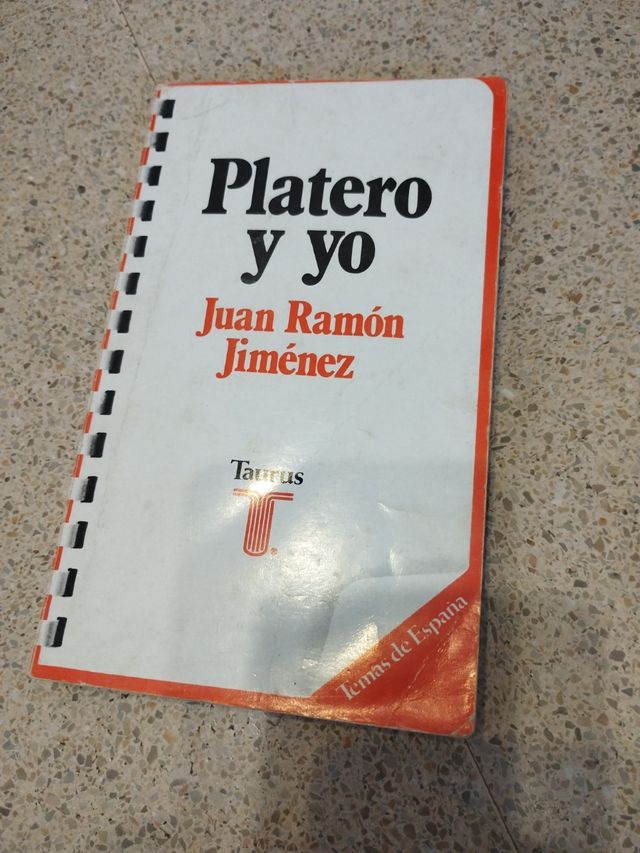 Platero
y yo
Juan Ramón
Jiménez
Taurus
®
Temas de España